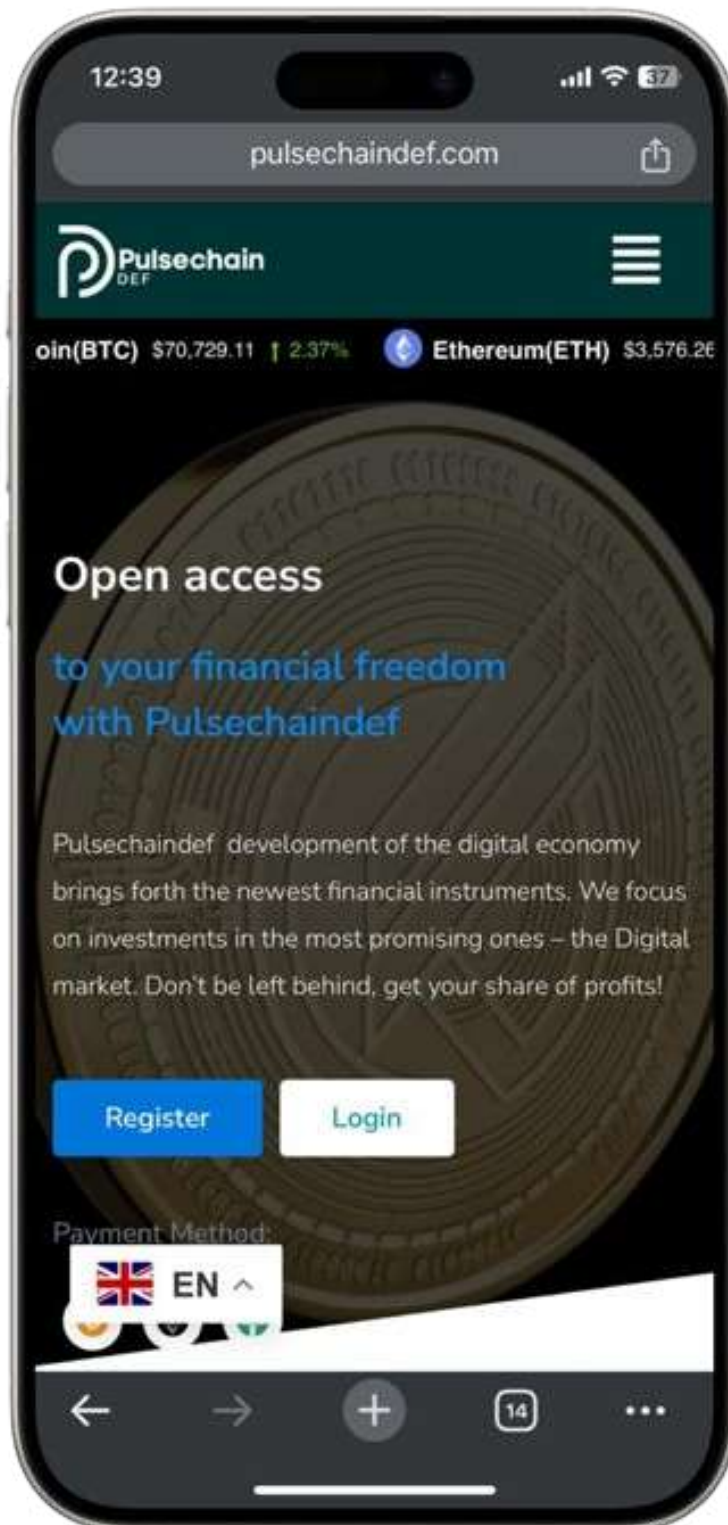 12:39
37
pulsechaindef.com
Pulsechain
DEF
oin(BTC) $70,729.11 ↑ 2.37% Ethereum(ETH) $3,576.26
Open access
to your financial freedom
with Pulsechaindef
Pulsechaindef development of the digital economy
brings forth the newest financial instruments. We focus
on investments in the most promising ones – the Digital
market. Don't be left behind, get your share of profits!
Register Login
Payment Method:
EN
14